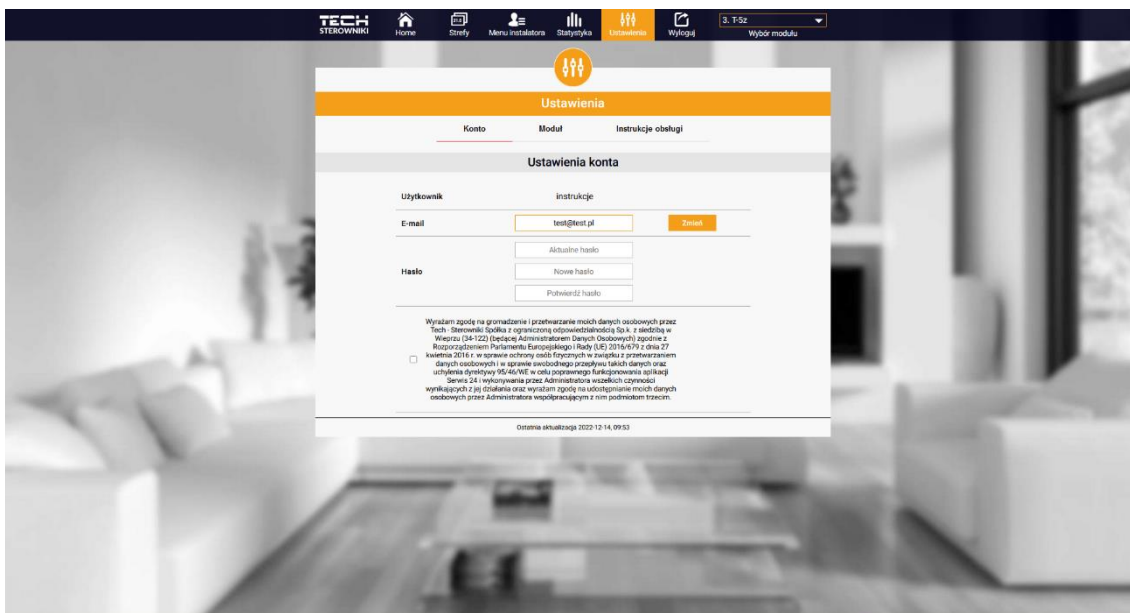 TECH
STEROWNIKI
Home
Strefy
Menu instalatora
Statystyka
Ustawienia
Wyloguj
3. T-5z
Wybór modułu
Ustawienia
Konto Moduł Instrukcje obsługi
Ustawienia konta
Użytkownik instrukcje
E-mail test@test.pl Zmień
Aktualne hasło
Hasło Nowe hasło
Potwierdź hasło
Wyrażam zgodę na gromadzenie i przetwarzanie moich danych osobowych przez
Tech - Sterowniki Spółka z ograniczoną odpowiedzialnością Sp.k. z siedzibą w
Wieprzu (34-122) (będącej Administratorem Danych Osobowych) zgodnie z
Rozporządzeniem Parlamentu Europejskiego i Rady (UE) 2016/679 z dnia 27
kwietnia 2016 r. w sprawie ochrony osób fizycznych w związku z przetwarzaniem
danych osobowych i w sprawie swobodnego przepływu takich danych oraz
uchylenia dyrektywy 95/46/WE w celu poprawnego funkcjonowania aplikacji
Serwis 24 i wykonywania przez Administratora wszelkich czynności
wynikających z jej działania oraz wyrażam zgodę na udostępnianie moich danych
osobowych przez Administratora współpracującym z nim podmiotom trzecim.
Ostatnia aktualizacja 2022-12-14, 09:53